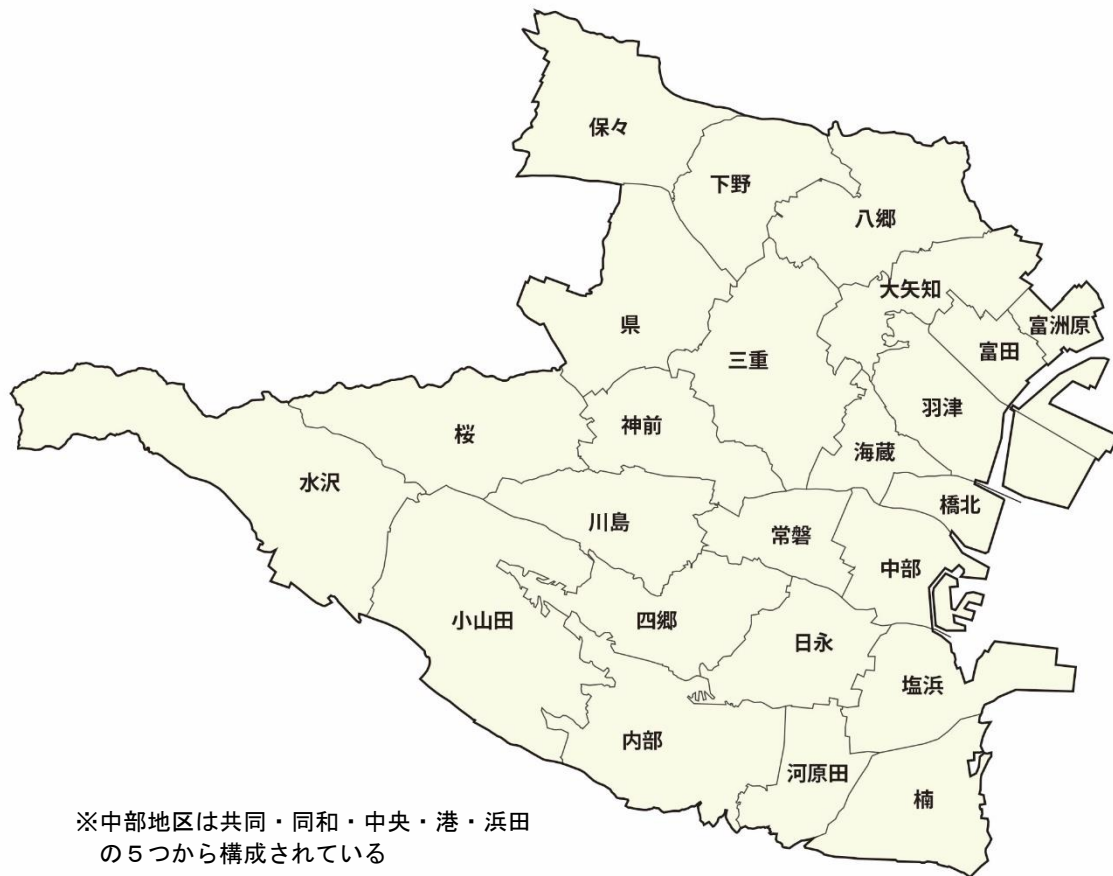 保々
下野
八郷
大矢知
富洲原
県
富田
三重
羽津
神前
桜
海蔵
水沢
橋北
川島
常磐
中部
小山田
四郷
日永
塩浜
内部
河原田
楠
※中部地区は共同・同和・中央・港・浜田
の５つから構成されている